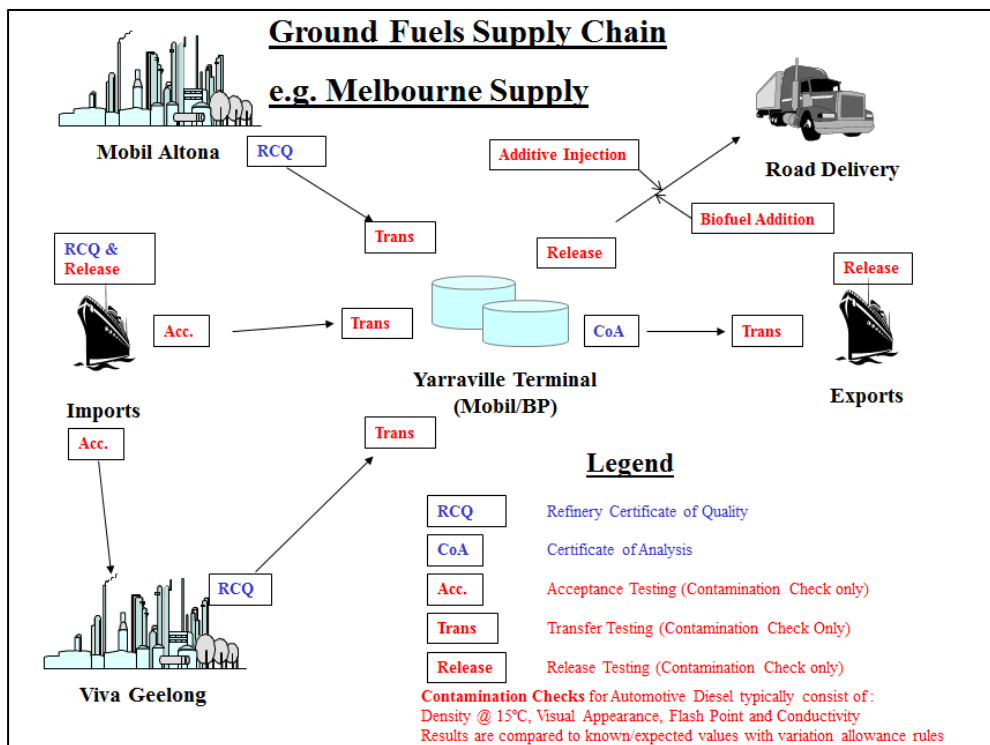 Ground Fuels Supply Chain
e.g. Melbourne Supply
Mobil Altona
RCQ
Additive Injection
Road Delivery
Biofuel Addition
Trans
Release
RCQ &
Release
Release
Acc.
Trans
CoA
Trans
Imports
Yarraville Terminal
(Mobil/BP)
Exports
Acc.
Trans
RCQ
Viva Geelong
Legend
RCQ Refinery Certificate of Quality
CoA Certificate of Analysis
Acc. Acceptance Testing (Contamination Check only)
Trans Transfer Testing (Contamination Check Only)
Release Release Testing (Contamination Check only)
Contamination Checks for Automotive Diesel typically consist of :
Density @ 15°C, Visual Appearance, Flash Point and Conductivity
Results are compared to known/expected values with variation allowance rules